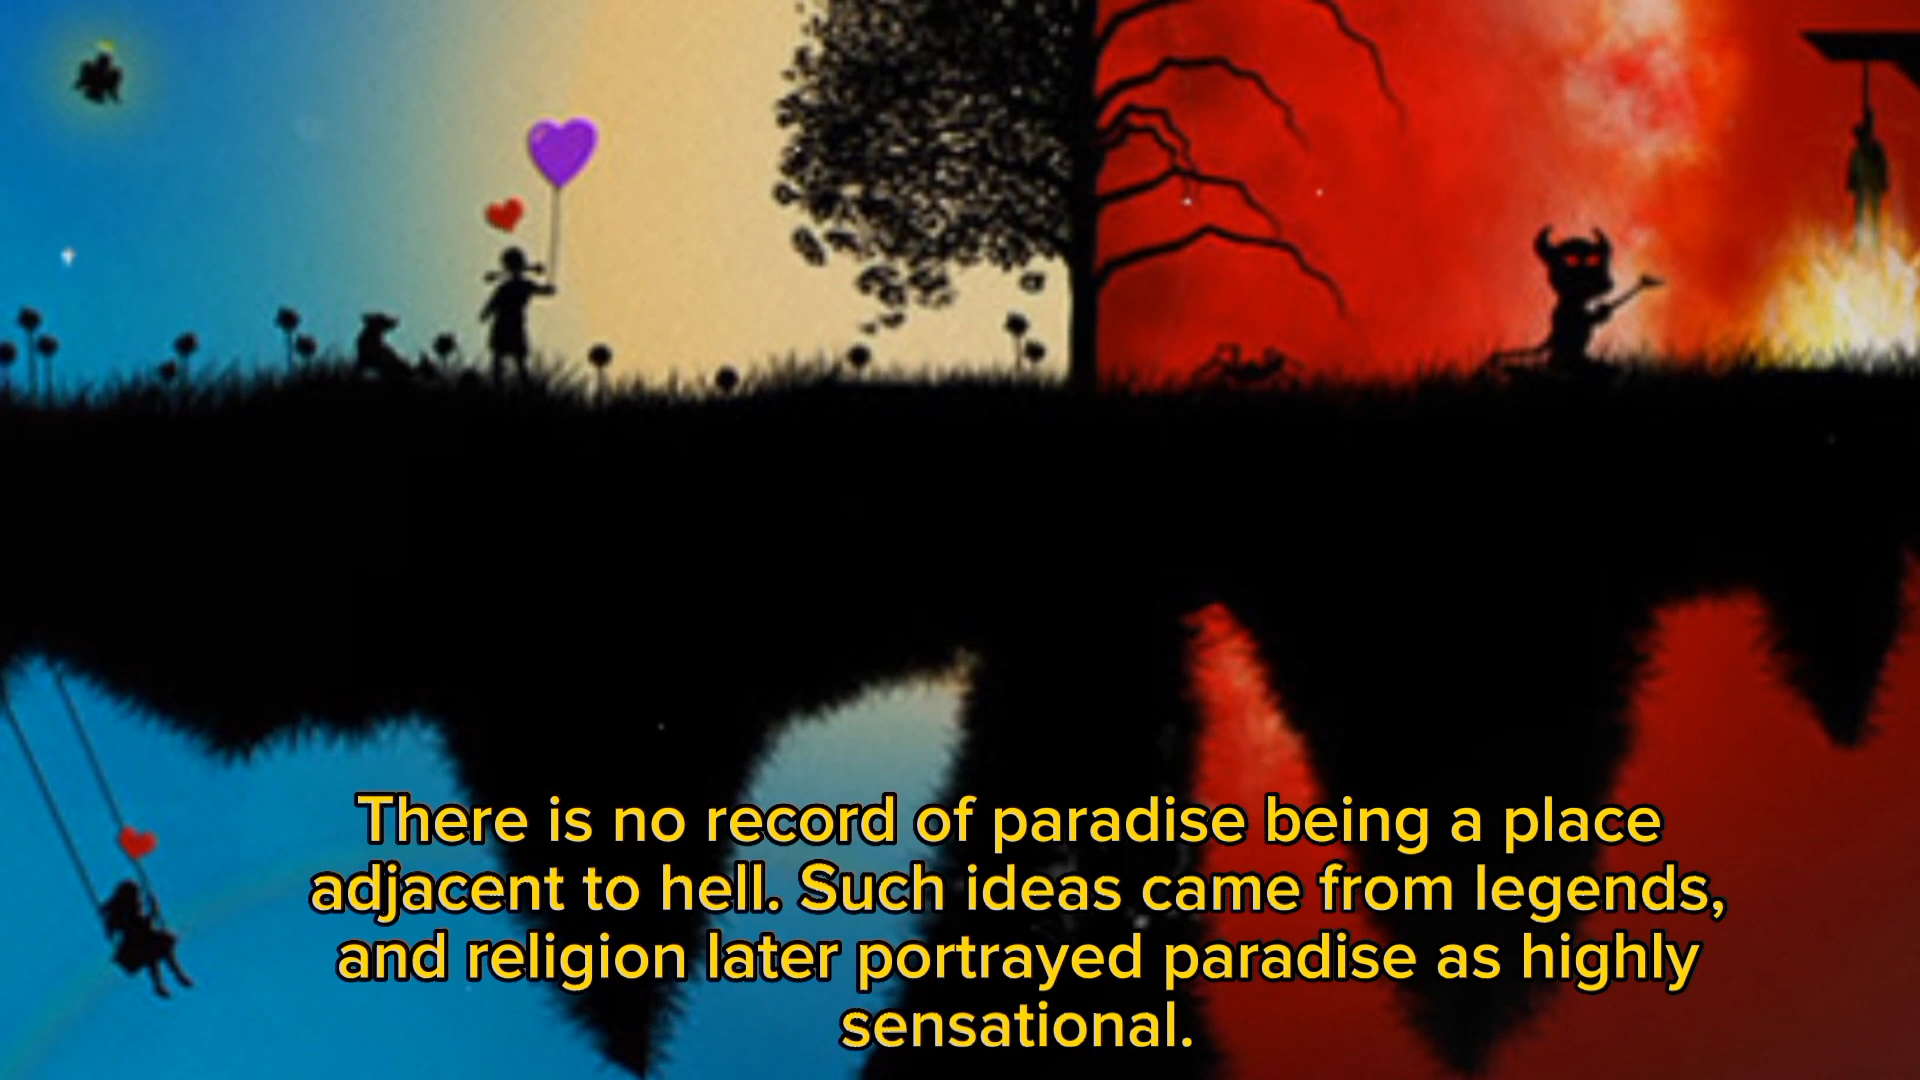 There is no record of paradise being a place
adjacent to hell. Such ideas came from legends,
and religion later portrayed paradise as highly
sensational.